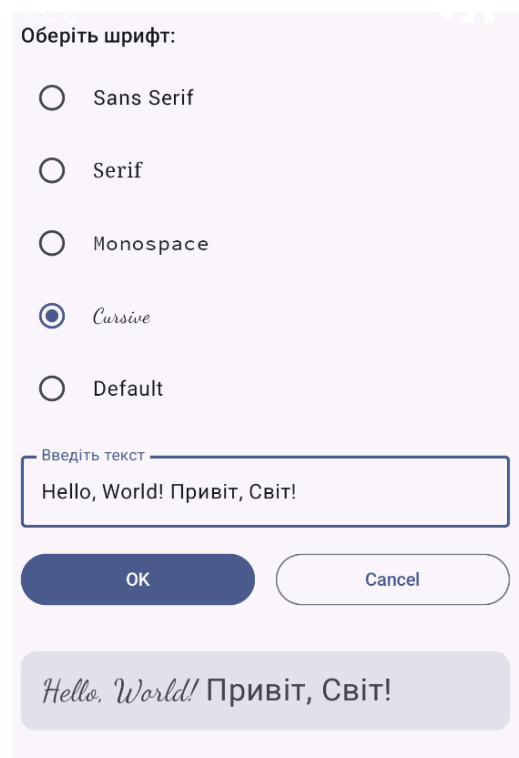 Оберіть шрифт:
Sans Serif
Serif
Monospace
Cursive
Default
Введіть текст
Hello, World! Привіт, Світ!
OK
Cancel
Hello, World! Привіт, Світ!